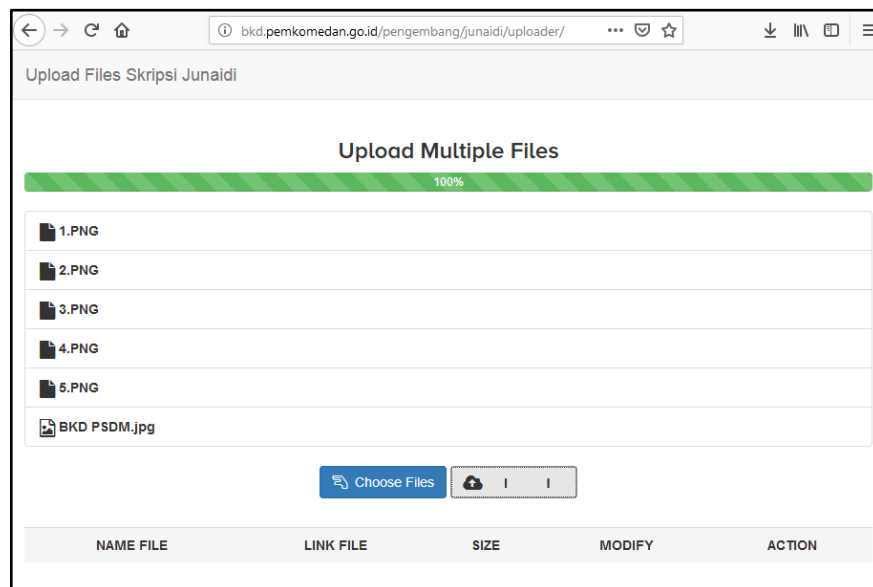 bkd.pemkomedan.go.id/pengembang/junaidi/uploader/
Upload Files Skripsi Junaidi
Upload Multiple Files
100%
1.PNG
2.PNG
3.PNG
4.PNG
5.PNG
BKD PSDM.jpg
Choose Files
NAME FILE LINK FILE SIZE MODIFY ACTION